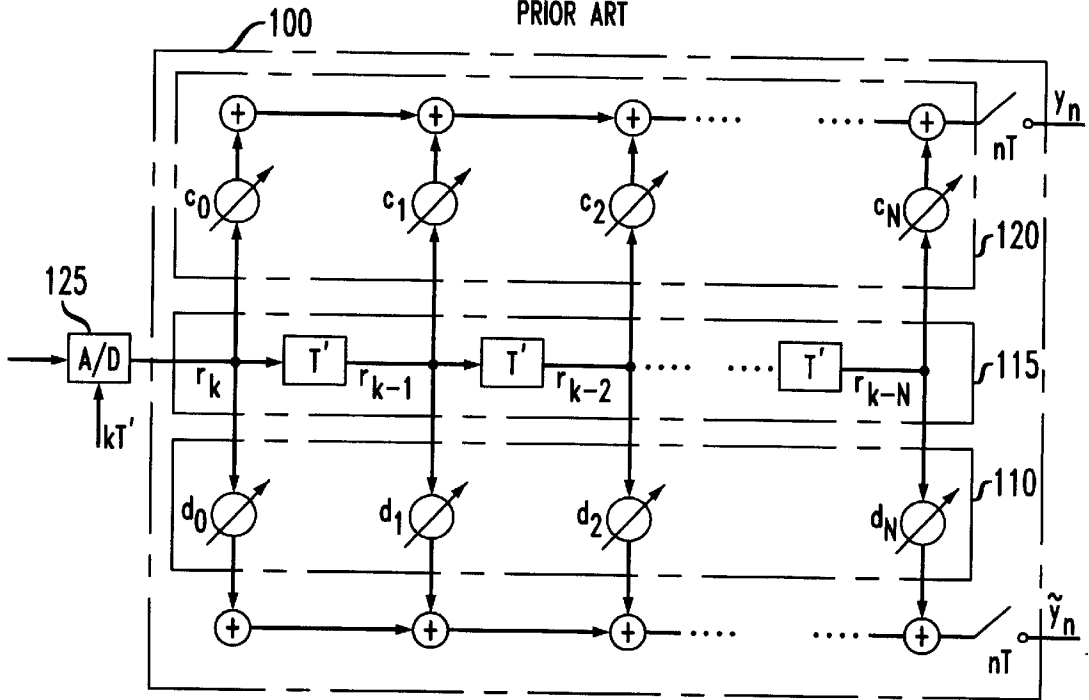 PRIOR ART
100
+ + + .... .... + nT y_n
c_0 c_1 c_2 c_N
120
125
A/D r_k T' r_{k-1} T' r_{k-2} .... .... T' r_{k-N}
115
kT'
d_0 d_1 d_2 d_N
110
+ + + .... .... + nT ỹ_n